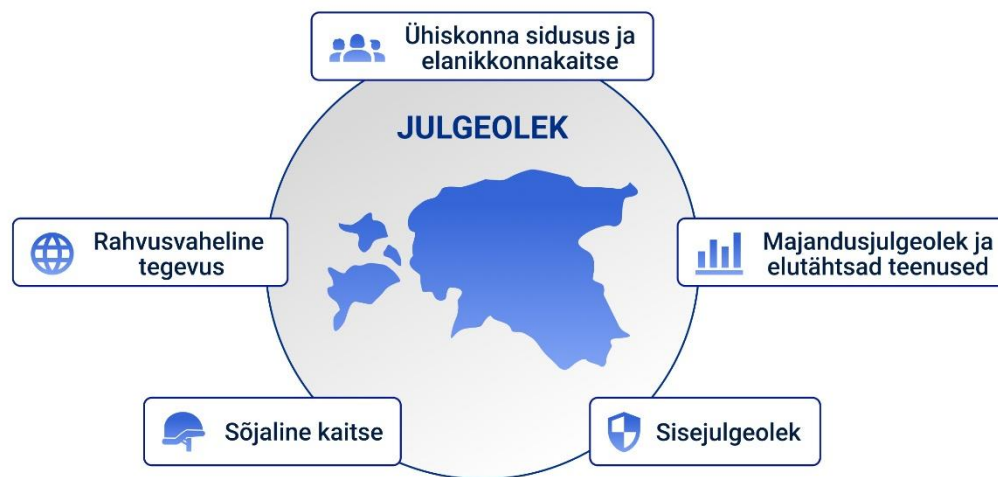 Ühiskonna sidusus ja
elanikkonnakaitse
JULGEOLEK
Rahvusvaheline
tegevus
Majandusjulgeolek ja
elutähtsad teenused
Sõjaline kaitse
Sisejulgeolek